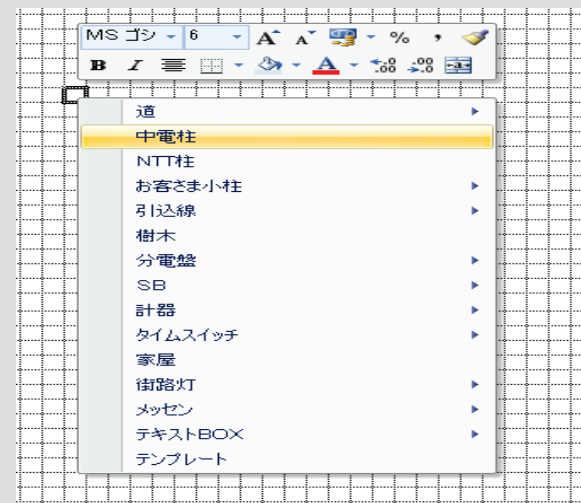 MS ゴシ 6 A A % ,
B I A .00 .00 a
道
中電柱
NTT柱
お客さま小柱
引込線
樹木
分電盤
SB
計器
タイムスイッチ
家屋
街路灯
メッセン
テキストBOX
テンプレート